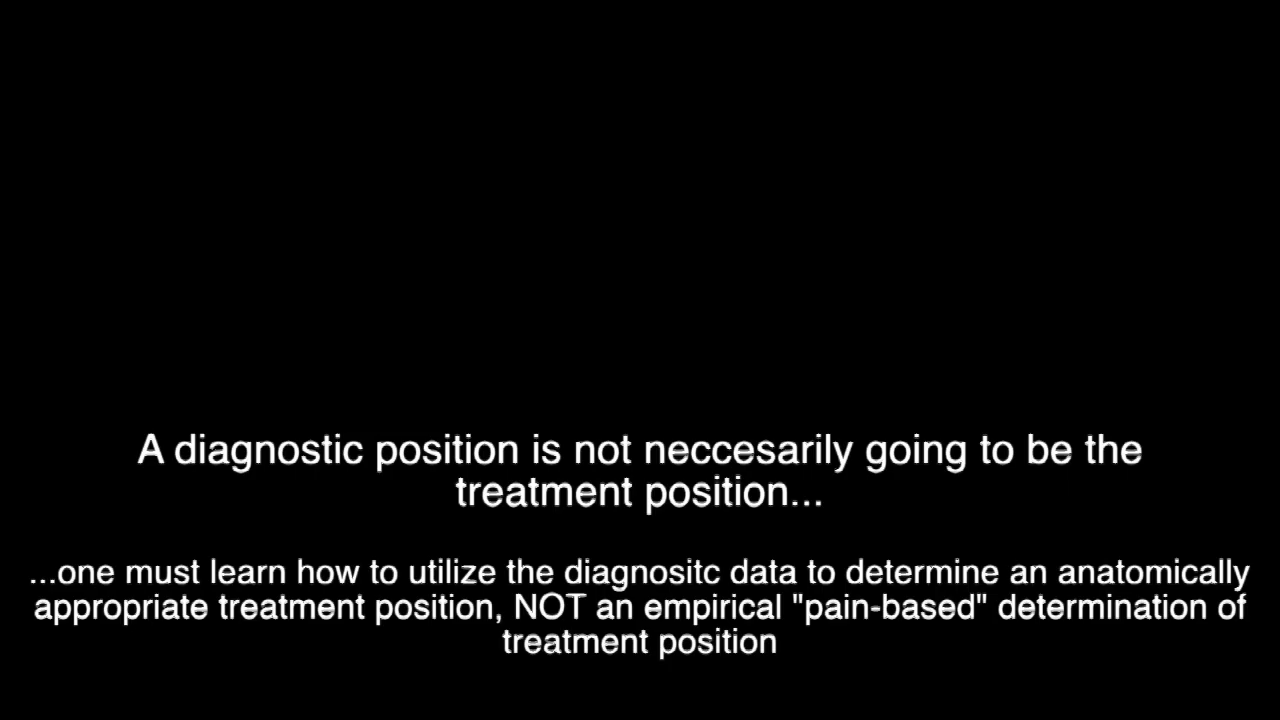 A diagnostic position is not neccesarily going to be the
treatment position...
...one must learn how to utilize the diagnositc data to determine an anatomically
appropriate treatment position, NOT an empirical "pain-based" determination of
treatment position